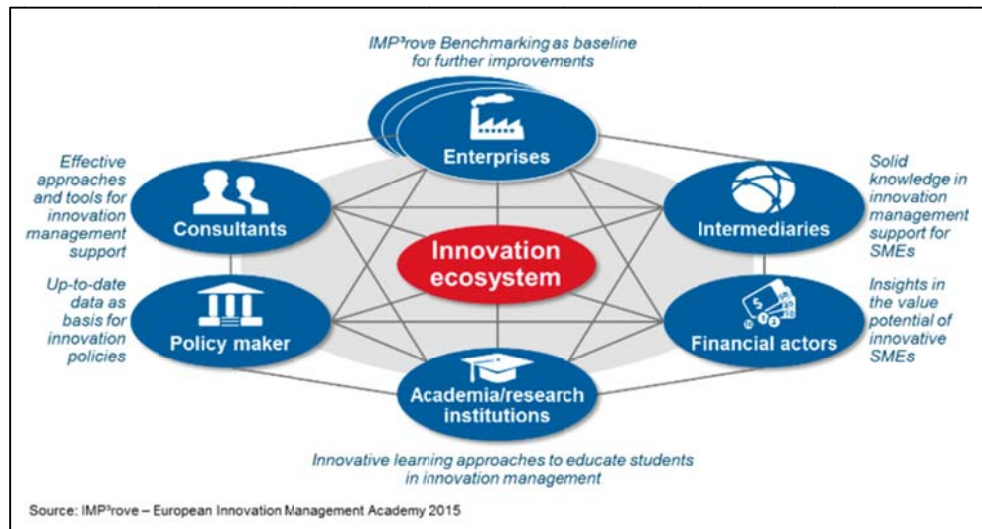 IMP³rove Benchmarking as baseline
for further improvements
Enterprises
Effective
approaches
and tools for
innovation
management
support
Consultants
Solid
knowledge in
innovation
management
support for
SMEs
Intermediaries
Innovation
ecosystem
Up-to-date
data as
basis for
innovation
policies
Policy maker
Insights in
the value
potential of
innovative
SMEs
Financial actors
$
Academia/research
institutions
Innovative learning approaches to educate students
in innovation management
Source: IMP³rove – European Innovation Management Academy 2015